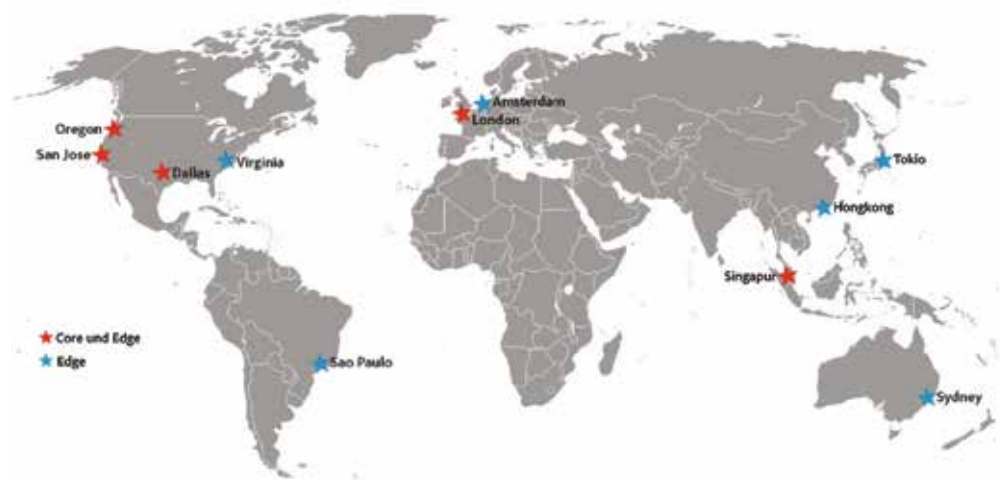 Amsterdam
London
Oregon
San Jose
Dallas
Virginia
Tokio
Hongkong
Singapur
Core und Edge
Edge
Sao Paulo
Sydney